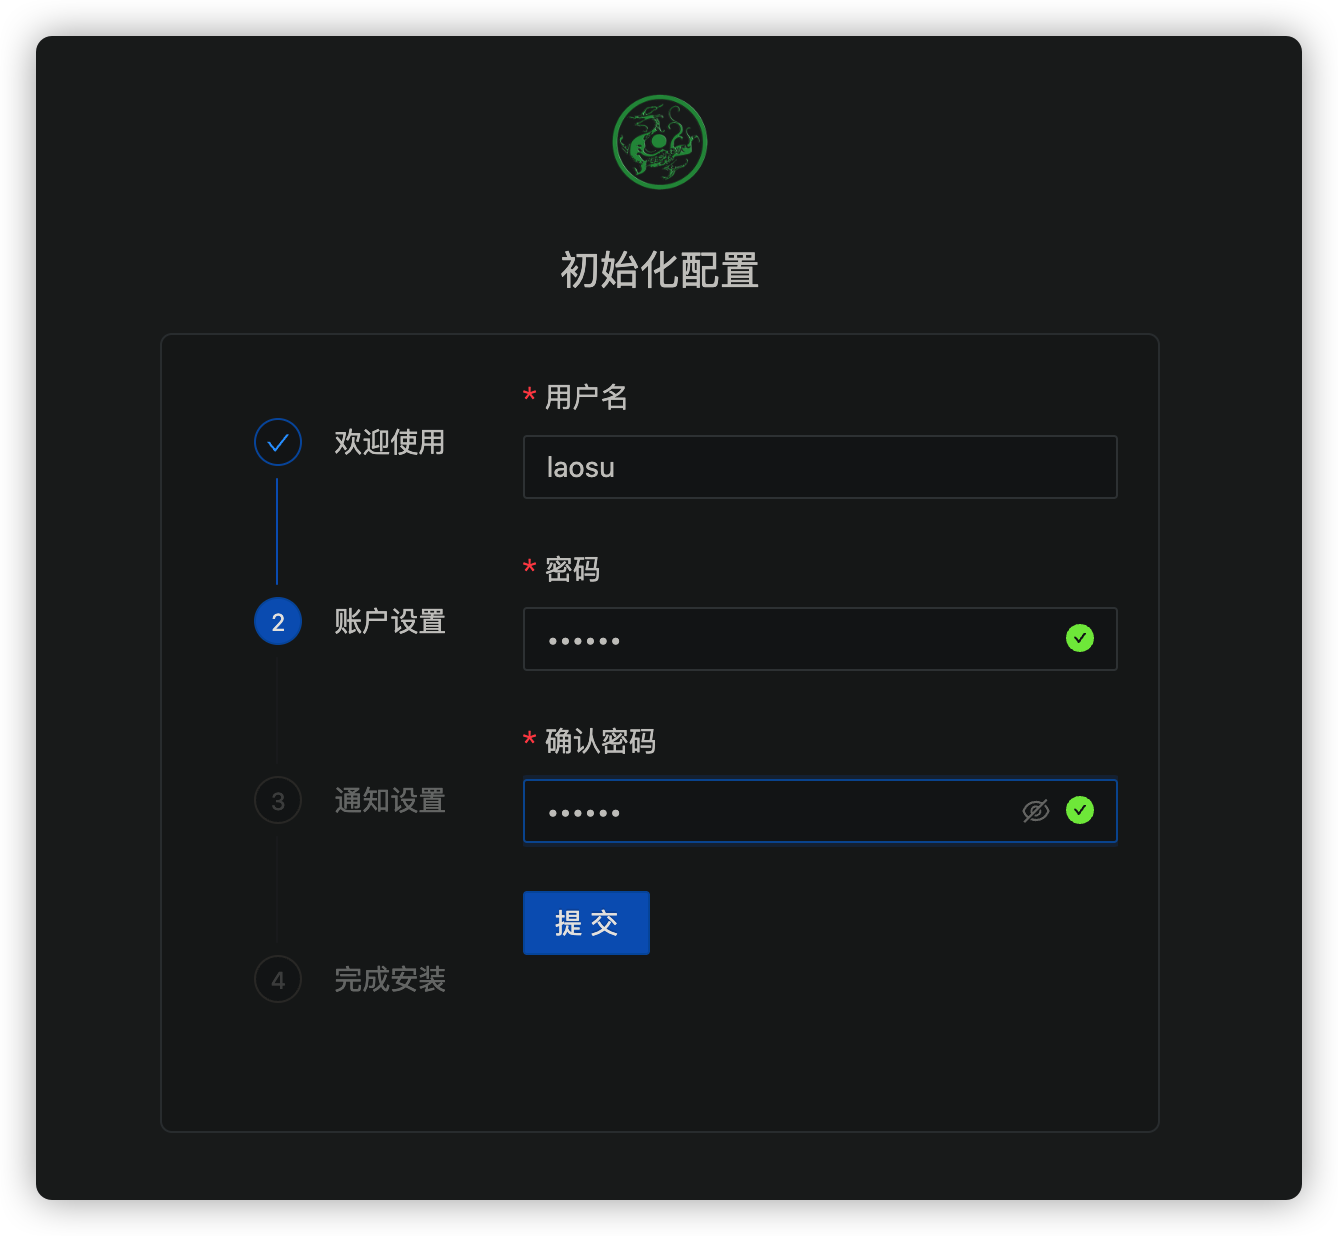 初始化配置
欢迎使用
2 账户设置
3 通知设置
4 完成安装
* 用户名
laosu
* 密码
••••••
* 确认密码
••••••
提交